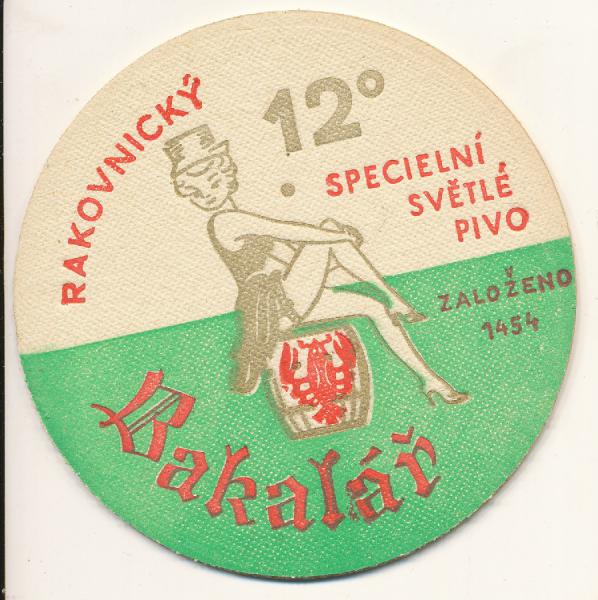 RAKOVNICKÝ
12°
SPECIELNÍ
SVĚTLÉ
PIVO
ZALOŽENO
1454
Bakalář